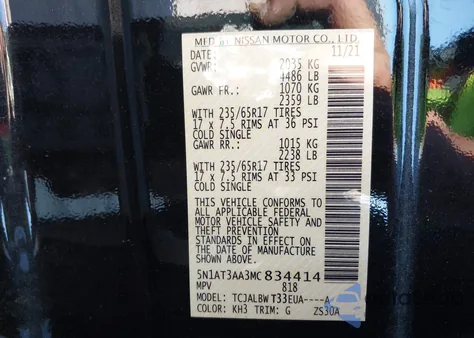 MFD BY NISSAN MOTOR CO., LTD.
DATE: 11/21
GVWR: 2035 KG
4486 LB
GAWR FR.: 1070 KG
2359 LB
WITH 235/65R17 TIRES
17 x 7.5 RIMS AT 36 PSI
COLD SINGLE
GAWR RR.: 1015 KG
2238 LB
WITH 235/65R17 TIRES
17 x 7.5 RIMS AT 33 PSI
COLD SINGLE
THIS VEHICLE CONFORMS TO
ALL APPLICABLE FEDERAL
MOTOR VEHICLE SAFETY AND
THEFT PREVENTION
STANDARDS IN EFFECT ON
THE DATE OF MANUFACTURE
SHOWN ABOVE.
5N1AT3AA3MC834414
MPV 818
MODEL: TCJALBW T33EUA----A
COLOR: KH3 TRIM: G ZS30A